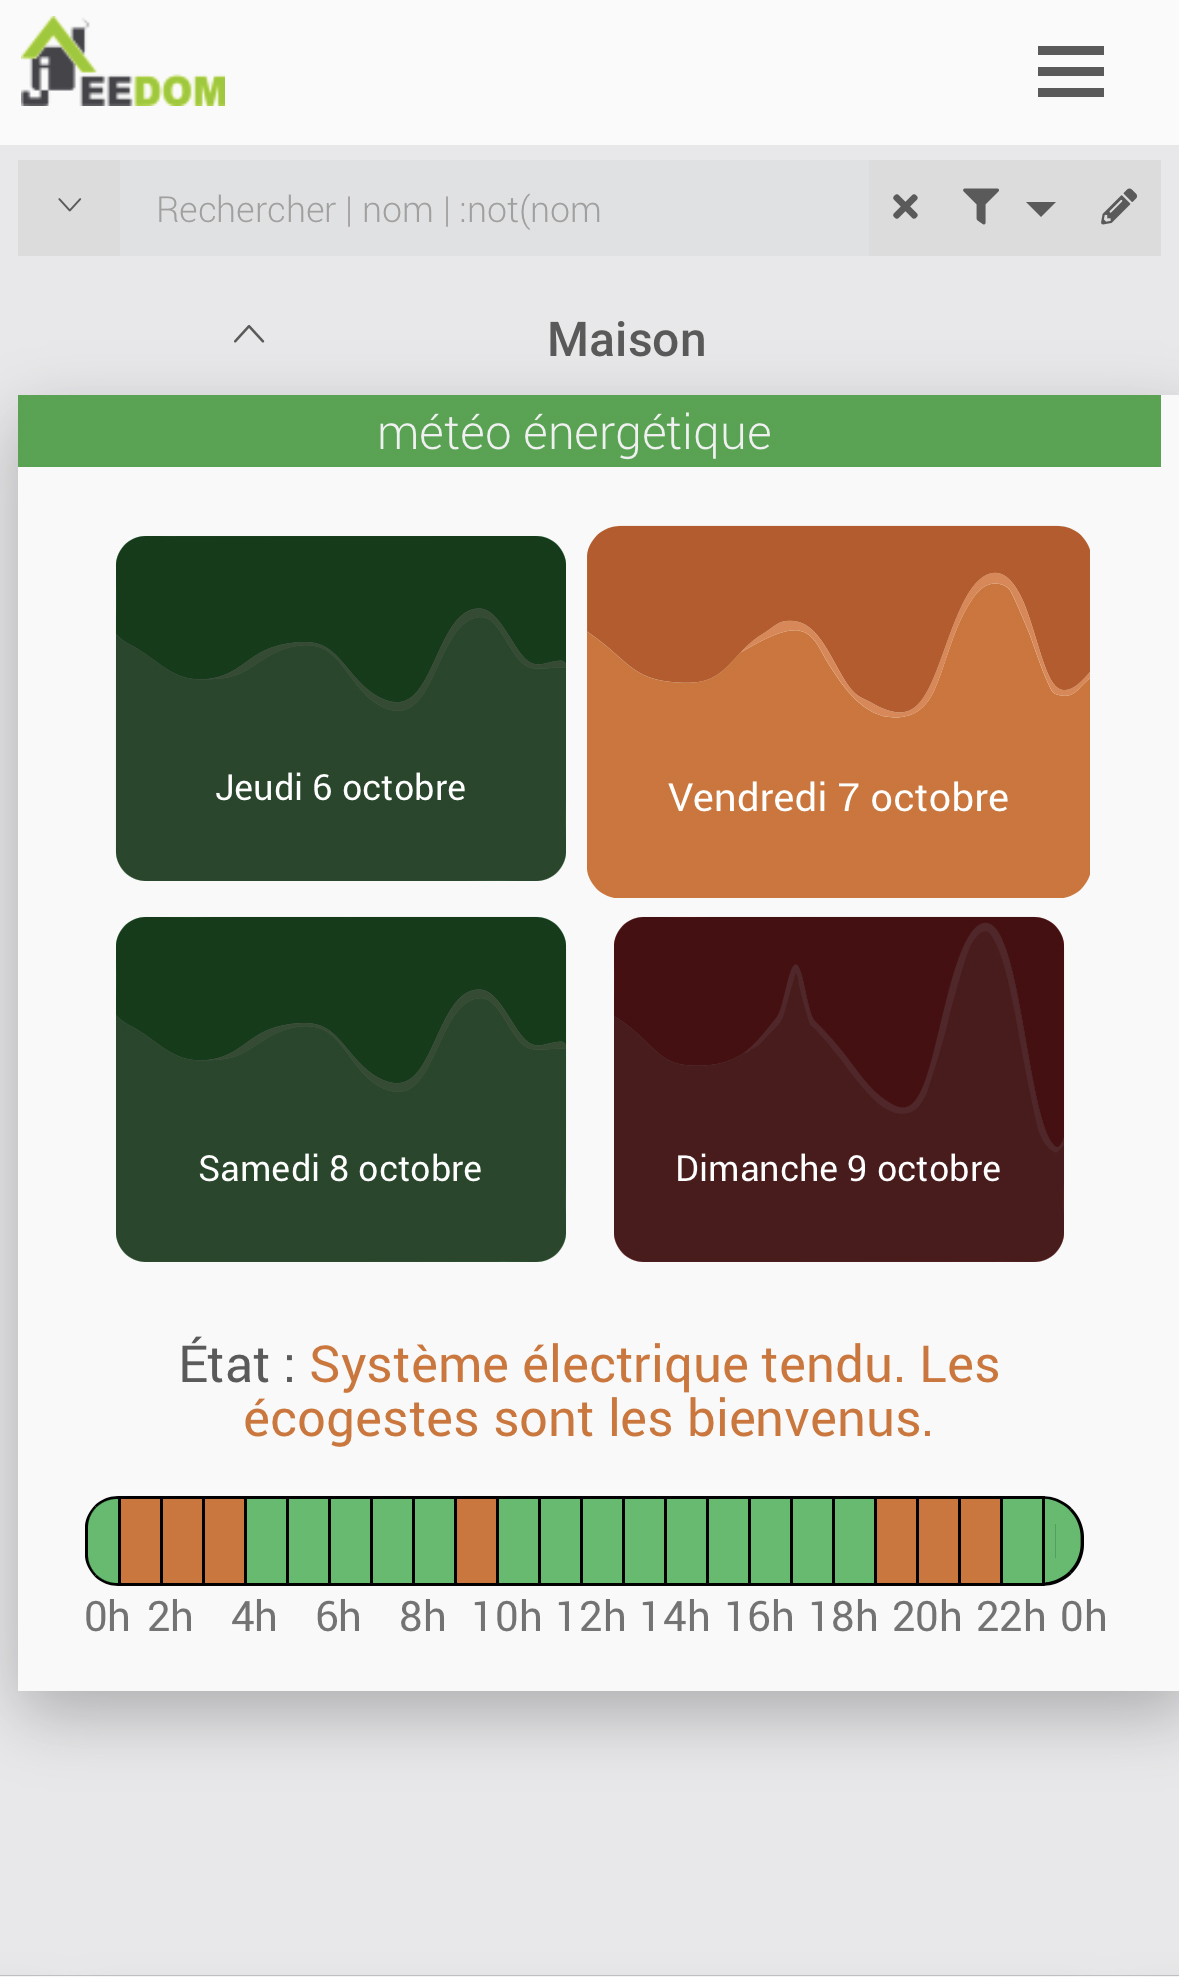 JEEDOM
Rechercher | nom | :not(nom
Maison
météo énergétique
Jeudi 6 octobre
Vendredi 7 octobre
Samedi 8 octobre
Dimanche 9 octobre
État : Système électrique tendu. Les
écogestes sont les bienvenus.
0h 2h 4h 6h 8h 10h 12h 14h 16h 18h 20h 22h 0h